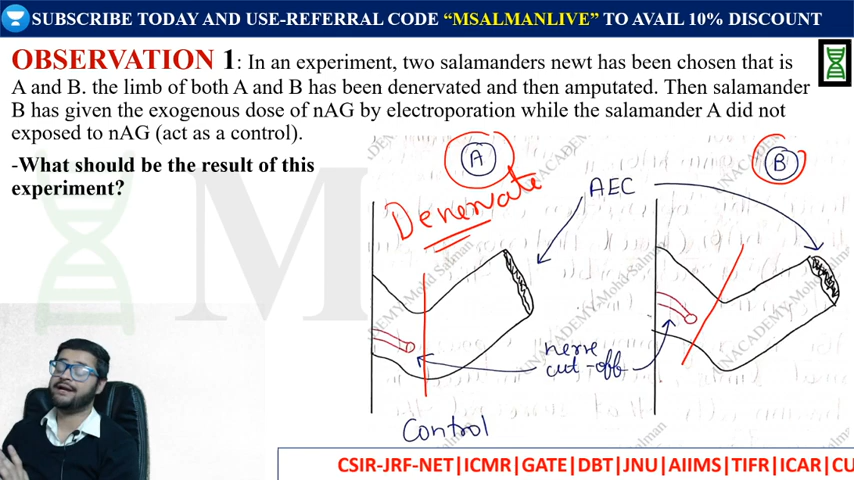 SUBSCRIBE TODAY AND USE-REFERRAL CODE “MSALMANLIVE” TO AVAIL 10% DISCOUNT
OBSERVATION 1: In an experiment, two salamanders newt has been chosen that is
A and B. the limb of both A and B has been denervated and then amputated. Then salamander
B has given the exogenous dose of nAG by electroporation while the salamander A did not
exposed to nAG (act as a control).
-What should be the result of this
experiment?
A
B
Denervate
AEC
nerve
cut-off
Control
CSIR-JRF-NET|ICMR|GATE|DBT|JNU|AIIMS|TIFR|ICAR|CU